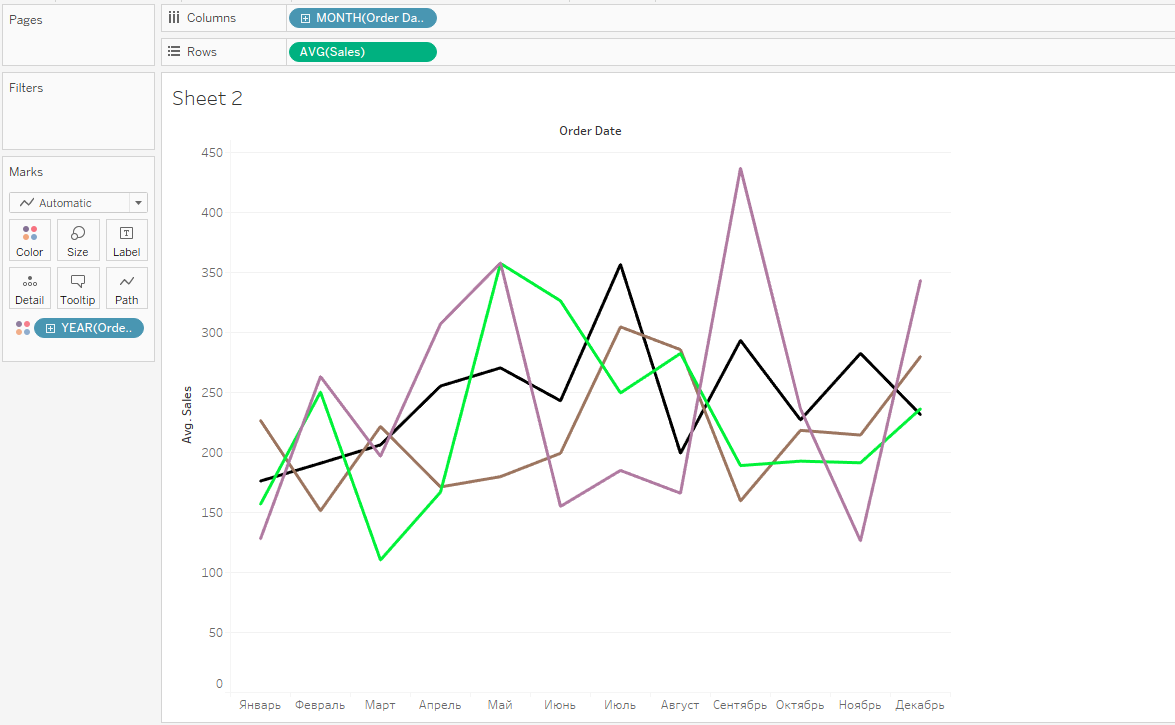 Pages
Columns
MONTH(Order Da..
Rows
AVG(Sales)
Filters
Marks
Automatic
Color
Size
Label
Detail
Tooltip
Path
YEAR(Orde..
Sheet 2
Order Date
Avg. Sales
450
400
350
300
250
200
150
100
50
0
Январь Февраль Март Апрель Май Июнь Июль Август Сентябрь Октябрь Ноябрь Декабрь